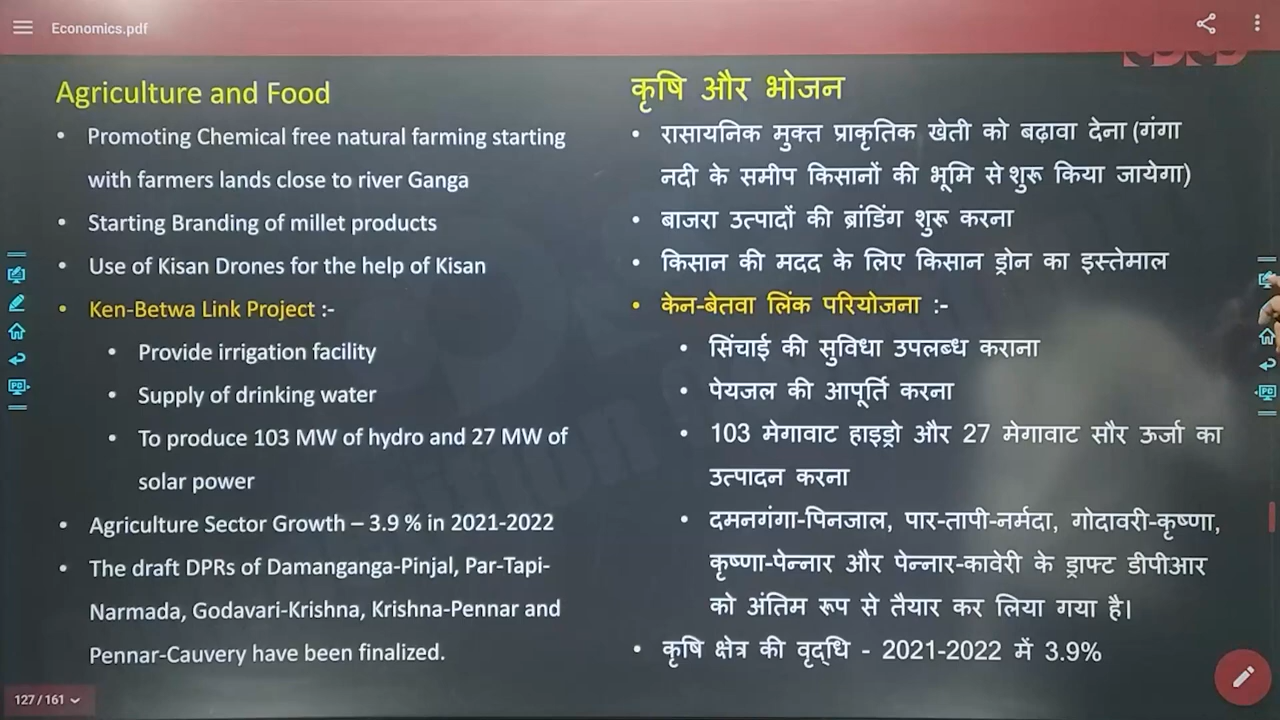 Economics.pdf
Agriculture and Food
• Promoting Chemical free natural farming starting
with farmers lands close to river Ganga
• Starting Branding of millet products
• Use of Kisan Drones for the help of Kisan
• Ken-Betwa Link Project :-
• Provide irrigation facility
• Supply of drinking water
• To produce 103 MW of hydro and 27 MW of
solar power
• Agriculture Sector Growth – 3.9 % in 2021-2022
• The draft DPRs of Damanganga-Pinjal, Par-Tapi-
Narmada, Godavari-Krishna, Krishna-Pennar and
Pennar-Cauvery have been finalized.
कृषि और भोजन
• रासायनिक मुक्त प्राकृतिक खेती को बढ़ावा देना (गंगा
नदी के समीप किसानों की भूमि से शुरू किया जायेगा)
• बाजरा उत्पादों की ब्रांडिंग शुरू करना
• किसान की मदद के लिए किसान ड्रोन का इस्तेमाल
• केन-बेतवा लिंक परियोजना :-
• सिंचाई की सुविधा उपलब्ध कराना
• पेयजल की आपूर्ति करना
• 103 मेगावाट हाइड्रो और 27 मेगावाट सौर ऊर्जा का
उत्पादन करना
• दमनगंगा-पिनजाल, पार-तापी-नर्मदा, गोदावरी-कृष्णा,
कृष्णा-पेन्नार और पेन्नार-कावेरी के ड्राफ्ट डीपीआर
को अंतिम रूप से तैयार कर लिया गया है।
• कृषि क्षेत्र की वृद्धि - 2021-2022 में 3.9%
127 / 161